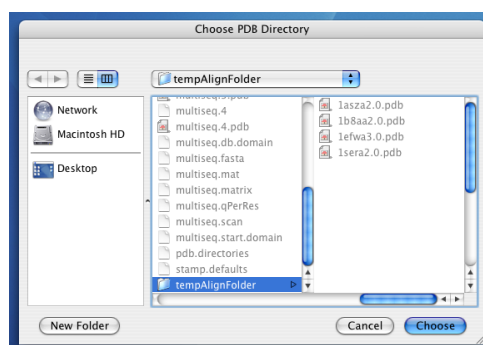 Choose PDB Directory
tempAlignFolder
Network
Macintosh HD
Desktop
multiseq.4
multiseq.4.pdb
multiseq.db.domain
multiseq.fasta
multiseq.mat
multiseq.matrix
multiseq.qPerRes
multiseq.scan
multiseq.start.domain
pdb.directories
stamp.defaults
tempAlignFolder
1asza2.0.pdb
1b8aa2.0.pdb
1efwa3.0.pdb
1sera2.0.pdb
New Folder
Cancel
Choose